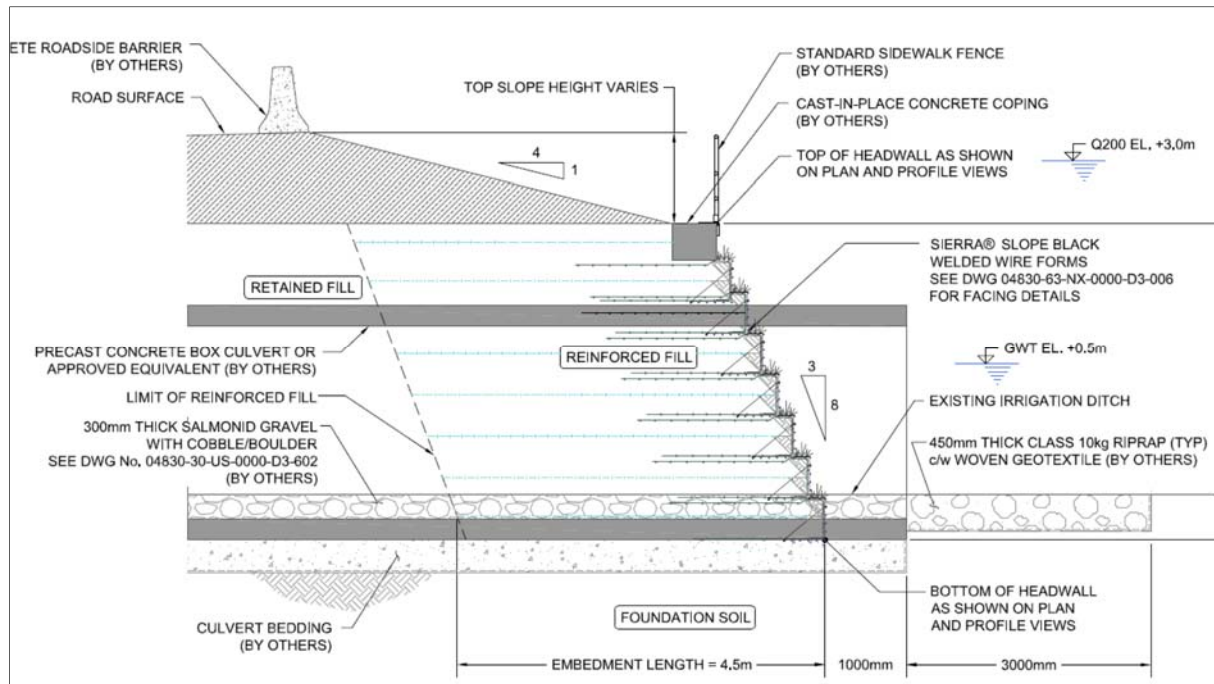 ETE ROADSIDE BARRIER
(BY OTHERS)
ROAD SURFACE
TOP SLOPE HEIGHT VARIES
4
1
STANDARD SIDEWALK FENCE
(BY OTHERS)
CAST-IN-PLACE CONCRETE COPING
(BY OTHERS)
TOP OF HEADWALL AS SHOWN
ON PLAN AND PROFILE VIEWS
Q200 EL. +3.0m
SIERRA® SLOPE BLACK
WELDED WIRE FORMS
SEE DWG 04830-63-NX-0000-D3-006
FOR FACING DETAILS
RETAINED FILL
REINFORCED FILL
PRECAST CONCRETE BOX CULVERT OR
APPROVED EQUIVALENT (BY OTHERS)
LIMIT OF REINFORCED FILL
300mm THICK SALMONID GRAVEL
WITH COBBLE/BOULDER
SEE DWG No. 04830-30-US-0000-D3-602
(BY OTHERS)
3
8
GWT EL. +0.5m
EXISTING IRRIGATION DITCH
450mm THICK CLASS 10kg RIPRAP (TYP)
c/w WOVEN GEOTEXTILE (BY OTHERS)
CULVERT BEDDING
(BY OTHERS)
FOUNDATION SOIL
BOTTOM OF HEADWALL
AS SHOWN ON PLAN
AND PROFILE VIEWS
EMBEDMENT LENGTH = 4.5m
1000mm
3000mm